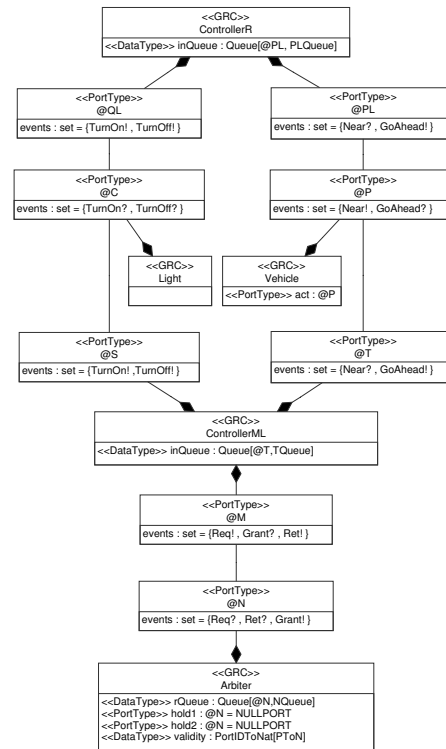 <<GRC>>
ControllerR
<<DataType>> inQueue : Queue[@PL, PLQueue]
<<PortType>>
@QL
events : set = {TurnOn! , TurnOff! }
<<PortType>>
@PL
events : set = {Near? , GoAhead! }
<<PortType>>
@C
events : set = {TurnOn? , TurnOff? }
<<PortType>>
@P
events : set = {Near! , GoAhead? }
<<GRC>>
Light
<<GRC>>
Vehicle
<<PortType>> act : @P
<<PortType>>
@S
events : set = {TurnOn! ,TurnOff! }
<<PortType>>
@T
events : set = {Near? , GoAhead! }
<<GRC>>
ControllerML
<<DataType>> inQueue : Queue[@T,TQueue]
<<PortType>>
@M
events : set = {Req! , Grant? , Ret! }
<<PortType>>
@N
events : set = {Req? , Ret? , Grant! }
<<GRC>>
Arbiter
<<DataType>> rQueue : Queue[@N,NQueue]
<<PortType>> hold1 : @N = NULLPORT
<<PortType>> hold2 : @N = NULLPORT
<<DataType>> validity : PortIDToNat[PToN]